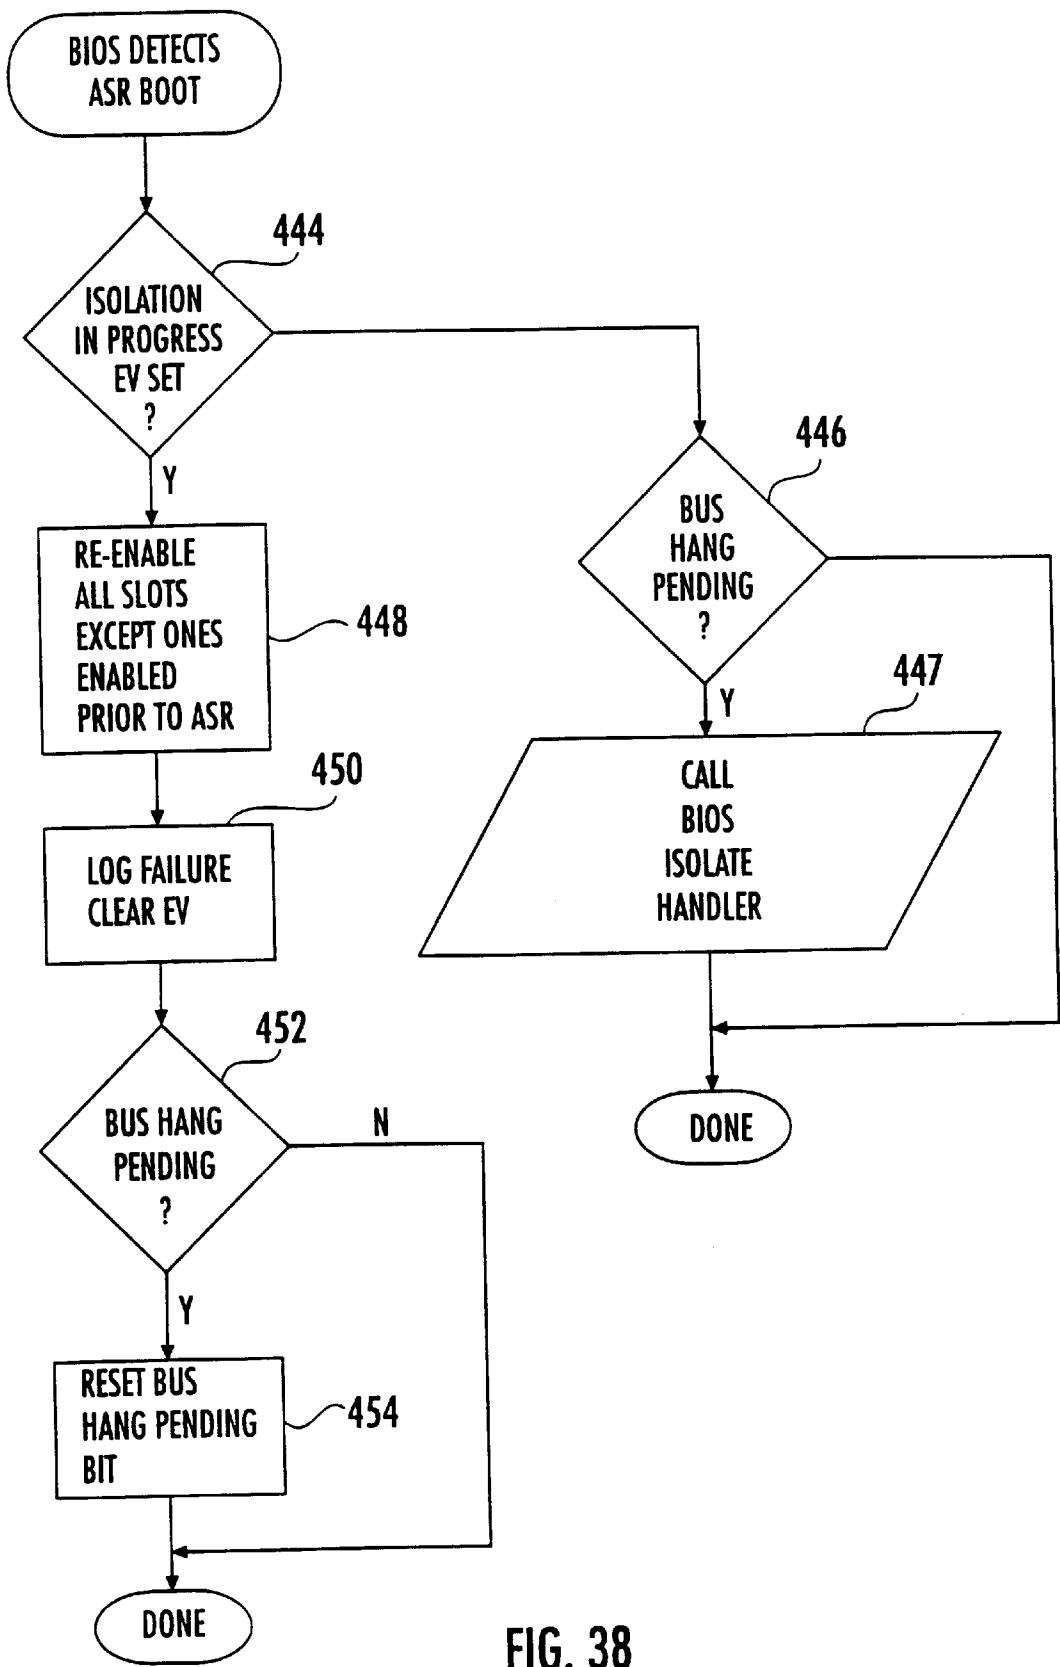 BIOS DETECTS
ASR BOOT
444
ISOLATION
IN PROGRESS
EV SET
?
Y
446
BUS
HANG
PENDING
?
Y
RE-ENABLE
ALL SLOTS
EXCEPT ONES
ENABLED
PRIOR TO ASR
448
447
CALL
BIOS
ISOLATE
HANDLER
450
LOG FAILURE
CLEAR EV
452
BUS HANG
PENDING
?
N
Y
DONE
RESET BUS
HANG PENDING
BIT
454
DONE
FIG. 38